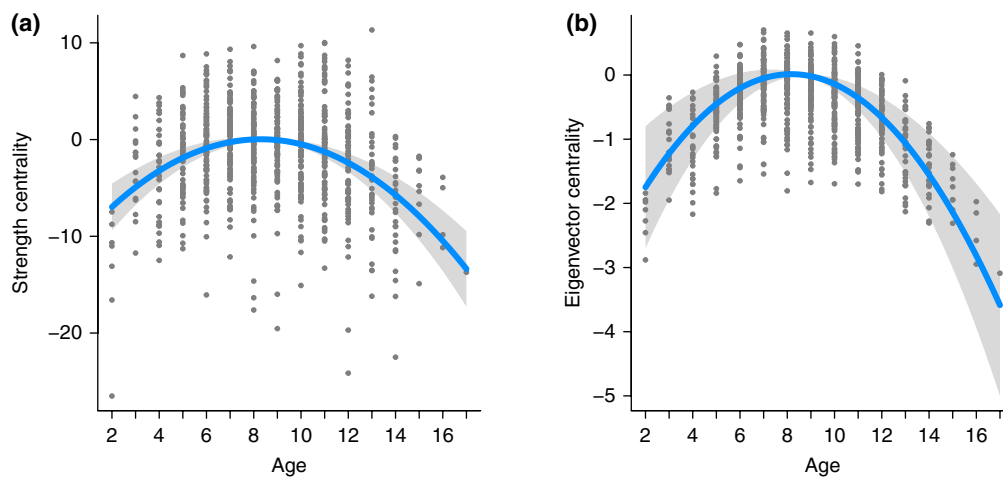 (a)
Strength centrality
10
0
−10
−20
2 4 6 8 10 12 14 16
Age
(b)
Eigenvector centrality
0
−1
−2
−3
−4
−5
2 4 6 8 10 12 14 16
Age